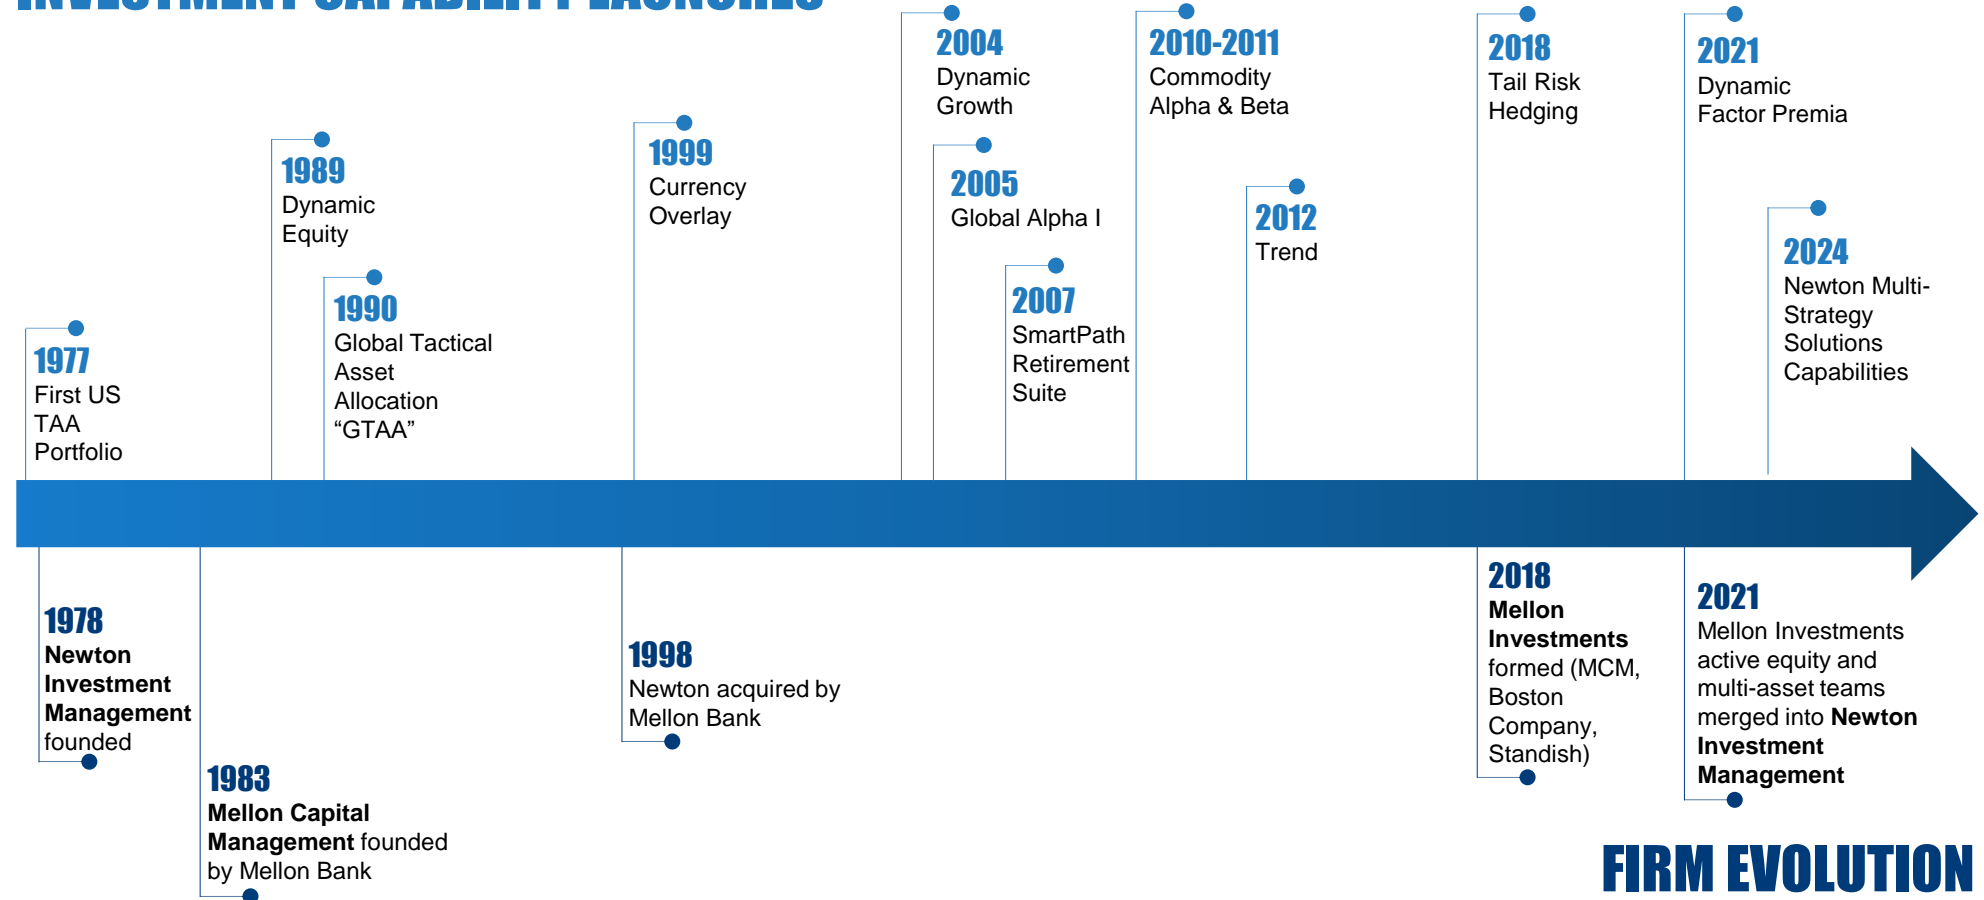 INVESTMENT CAPABILITY LAUNCHES
1977
First US
TAA
Portfolio
1989
Dynamic
Equity
1990
Global Tactical
Asset
Allocation
“GTAA”
1999
Currency
Overlay
2004
Dynamic
Growth
2005
Global Alpha I
2007
SmartPath
Retirement
Suite
2010-2011
Commodity
Alpha & Beta
2012
Trend
2018
Tail Risk
Hedging
2021
Dynamic
Factor Premia
2024
Newton Multi-
Strategy
Solutions
Capabilities
1978
Newton
Investment
Management
founded
1983
Mellon Capital
Management founded
by Mellon Bank
1998
Newton acquired by
Mellon Bank
2018
Mellon
Investments
formed (MCM,
Boston
Company,
Standish)
2021
Mellon Investments
active equity and
multi-asset teams
merged into Newton
Investment
Management
FIRM EVOLUTION